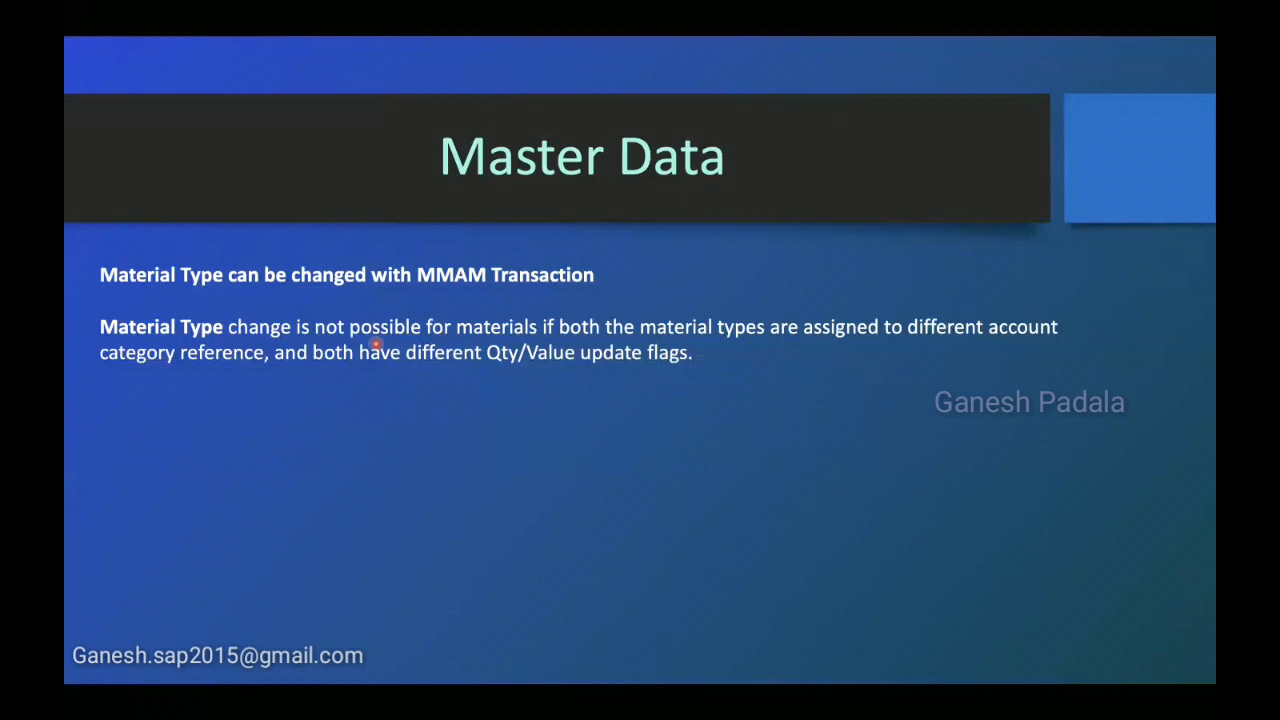 Master Data
Material Type can be changed with MMAM Transaction
Material Type change is not possible for materials if both the material types are assigned to different account
category reference, and both have different Qty/Value update flags.
Ganesh Padala
Ganesh.sap2015@gmail.com